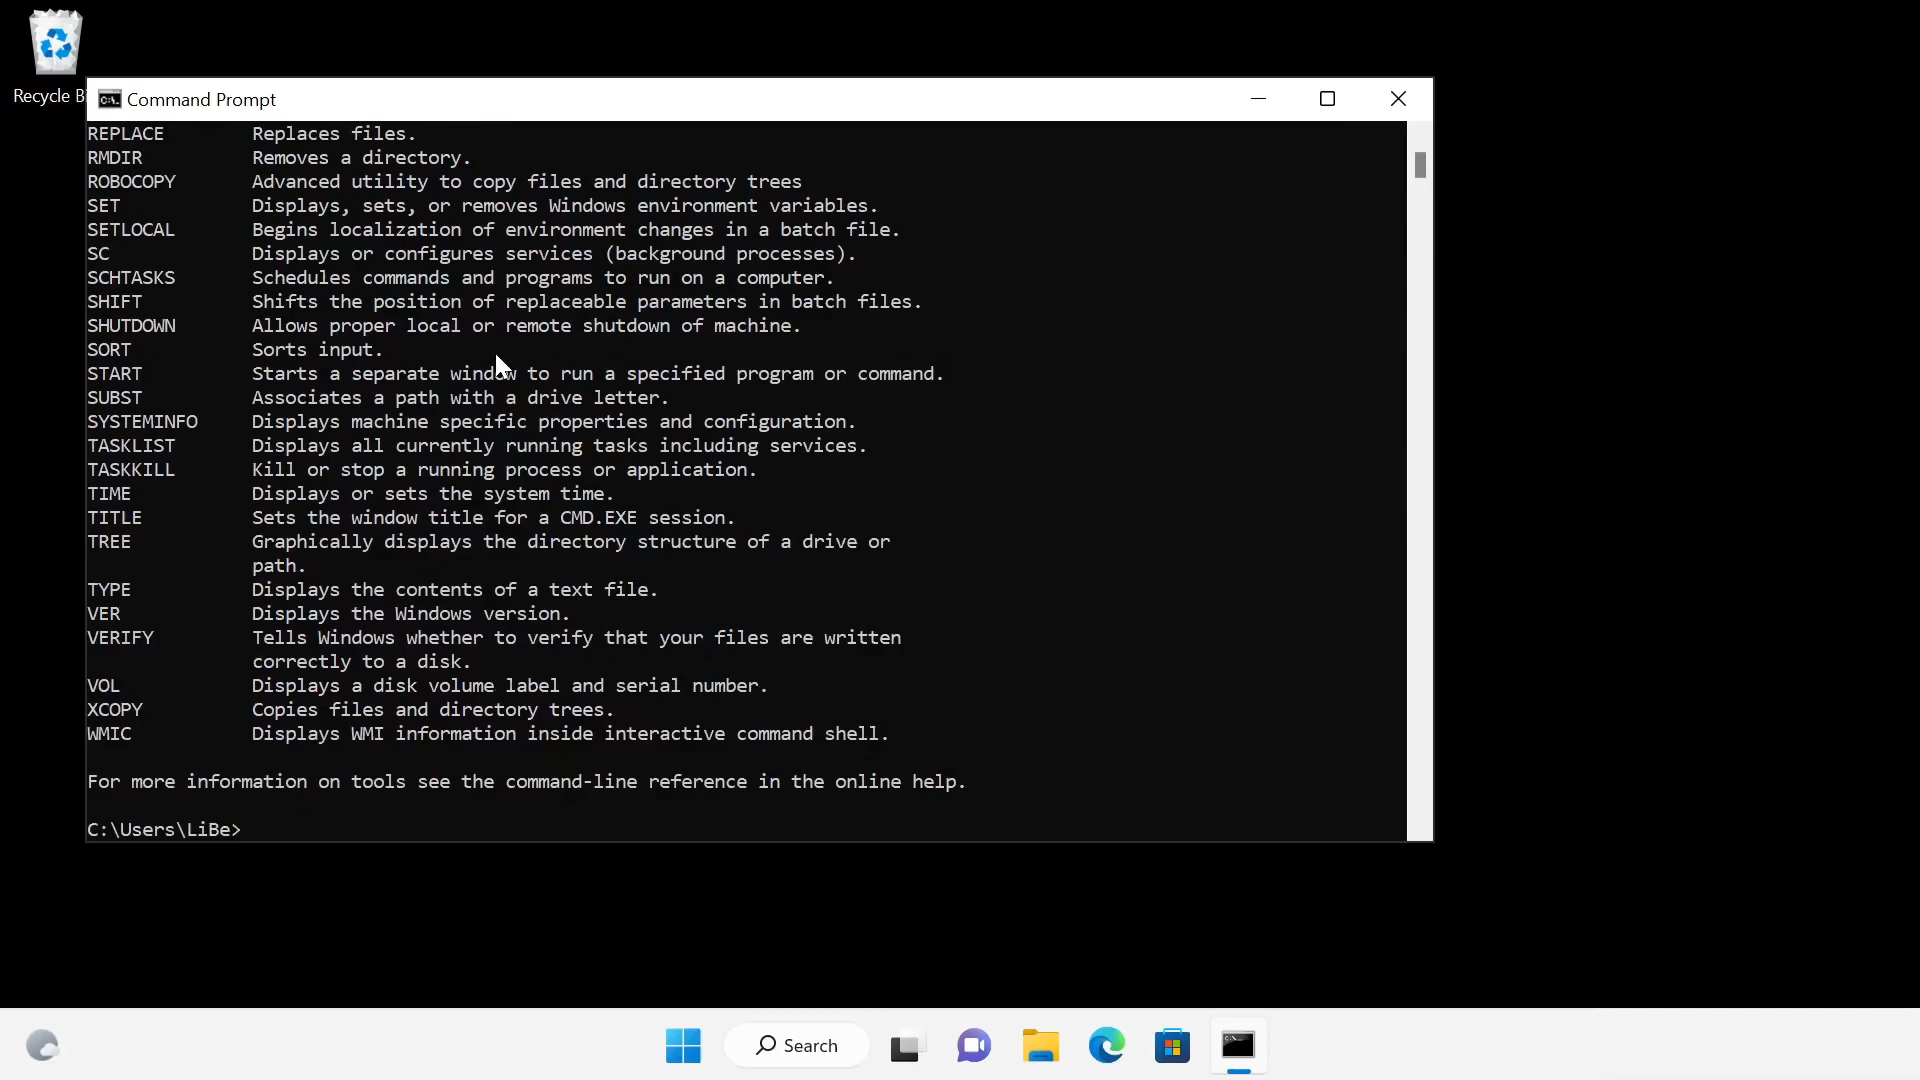 Recycle Bi
Command Prompt
REPLACE        Replaces files.
RMDIR          Removes a directory.
ROBOCOPY       Advanced utility to copy files and directory trees
SET            Displays, sets, or removes Windows environment variables.
SETLOCAL       Begins localization of environment changes in a batch file.
SC             Displays or configures services (background processes).
SCHTASKS       Schedules commands and programs to run on a computer.
SHIFT          Shifts the position of replaceable parameters in batch files.
SHUTDOWN       Allows proper local or remote shutdown of machine.
SORT           Sorts input.
START          Starts a separate window to run a specified program or command.
SUBST          Associates a path with a drive letter.
SYSTEMINFO     Displays machine specific properties and configuration.
TASKLIST       Displays all currently running tasks including services.
TASKKILL       Kill or stop a running process or application.
TIME           Displays or sets the system time.
TITLE          Sets the window title for a CMD.EXE session.
TREE           Graphically displays the directory structure of a drive or
               path.
TYPE           Displays the contents of a text file.
VER            Displays the Windows version.
VERIFY         Tells Windows whether to verify that your files are written
               correctly to a disk.
VOL            Displays a disk volume label and serial number.
XCOPY          Copies files and directory trees.
WMIC           Displays WMI information inside interactive command shell.
For more information on tools see the command-line reference in the online help.
C:\Users\LiBe>
Search